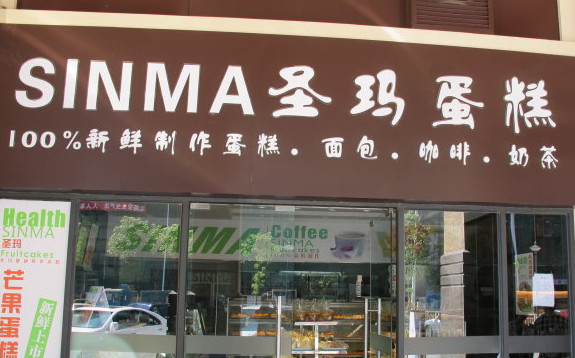 SINMA圣玛蛋糕
100%新鲜制作蛋糕.面包.咖啡.奶茶
Health
SINMA
圣玛
Fruitcakes
芒果蛋糕
新鲜上市
SINMA
Coffee
SINMA